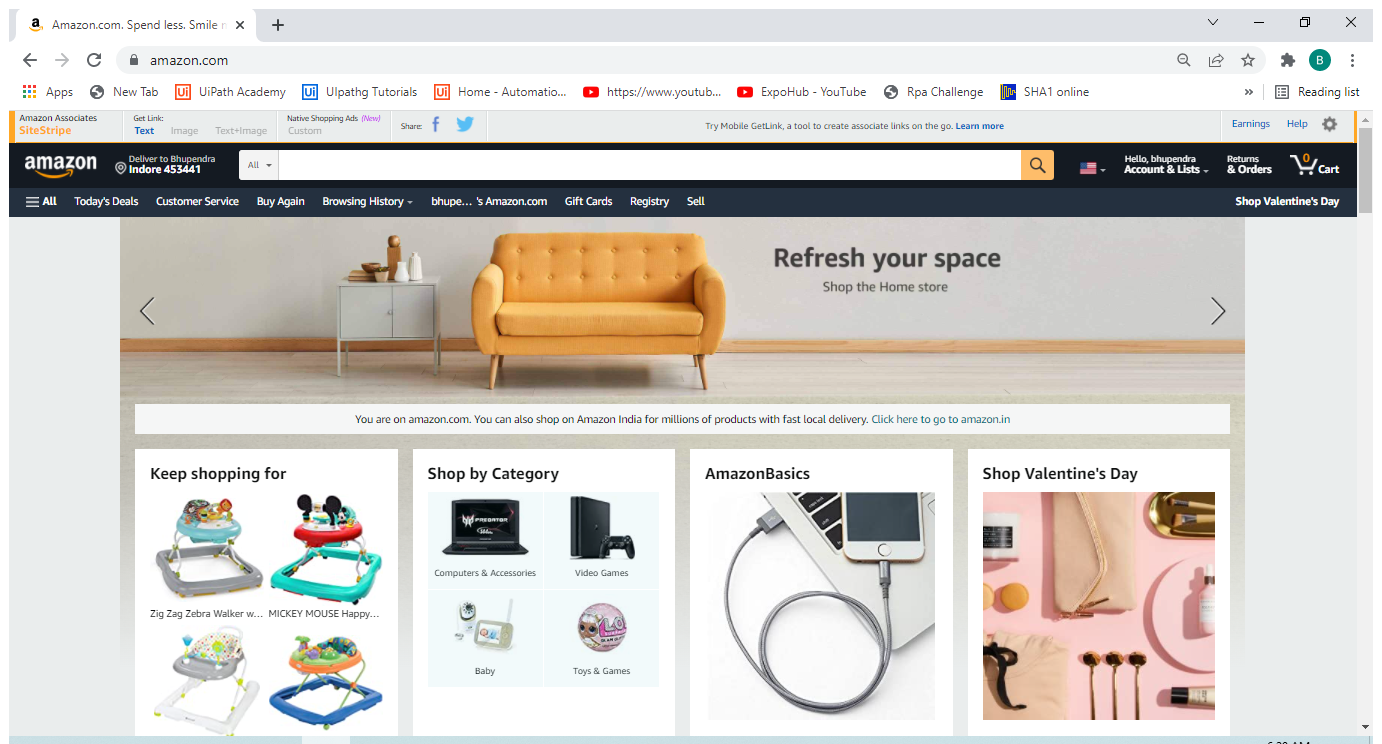 a Amazon.com. Spend less. Smile
amazon.com
Apps New Tab Ui UiPath Academy Ui UIpathg Tutorials Ui Home - Automatio... https://www.youtub... ExpoHub - YouTube Rpa Challenge SHA1 online » Reading list
B
Amazon Associates
SiteStripe
Get Link:
Text Image Text+Image
Native Shopping Ads (New)
Custom
Share:
Try Mobile GetLink, a tool to create associate links on the go. Learn more
Earnings Help
amazon
Deliver to Bhupendra
Indore 453441
All
Hello, bhupendra
Account & Lists
Returns
& Orders
0
Cart
All Today's Deals Customer Service Buy Again Browsing History bhupe... 's Amazon.com Gift Cards Registry Sell Shop Valentine's Day
Refresh your space
Shop the Home store
You are on amazon.com. You can also shop on Amazon India for millions of products with fast local delivery. Click here to go to amazon.in
Keep shopping for
Zig Zag Zebra Walker w... MICKEY MOUSE Happy...
Shop by Category
PREDATOR
Computers & Accessories Video Games
L.O.L.
Baby Toys & Games
AmazonBasics
Shop Valentine's Day